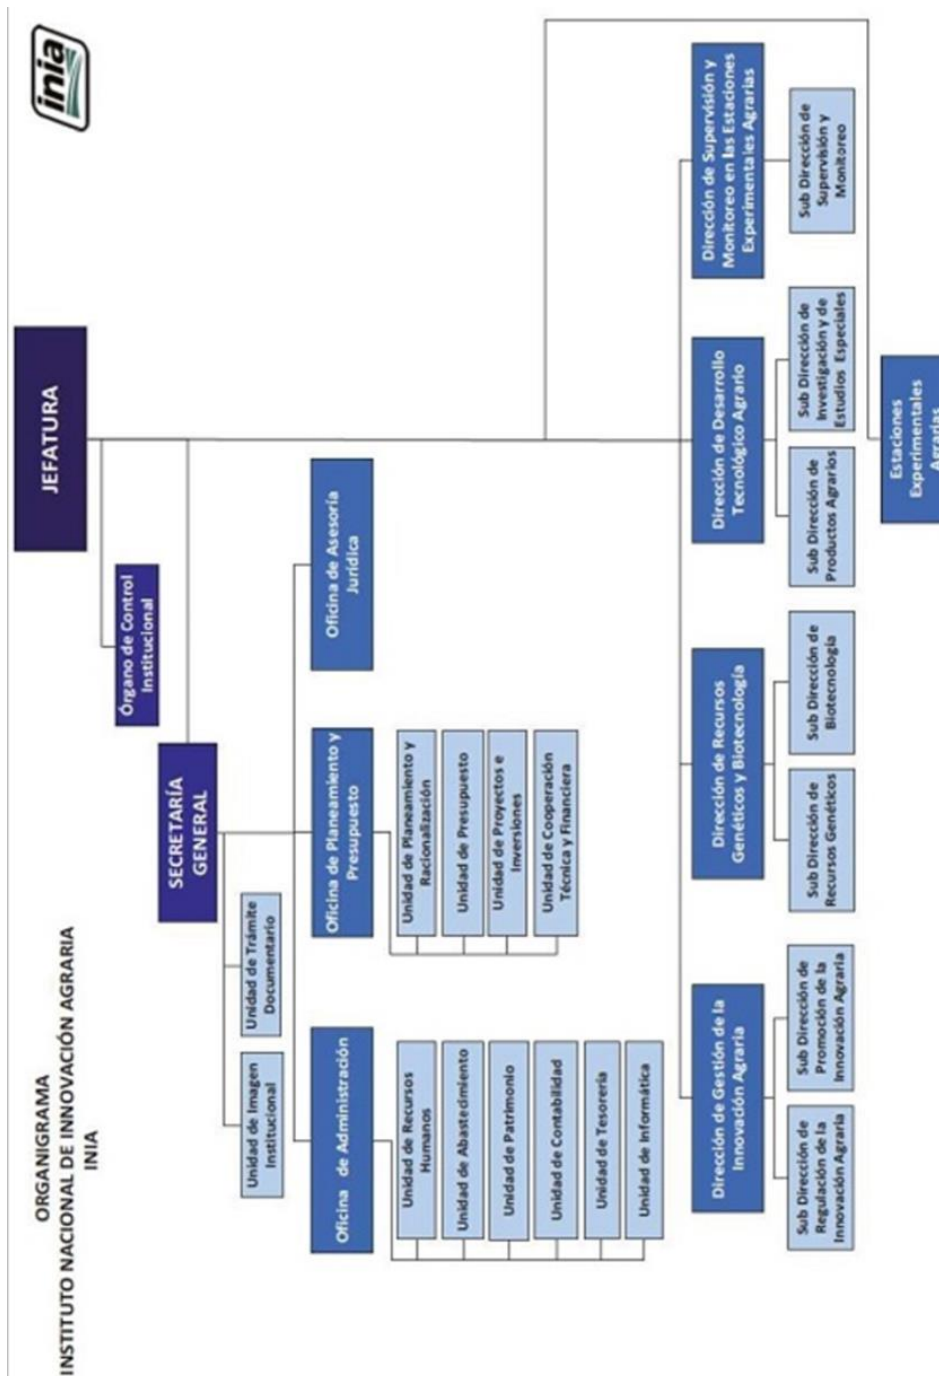 ORGANIGRAMA
INSTITUTO NACIONAL DE INNOVACIÓN AGRARIA
INIA
inia
JEFATURA
Órgano de Control
Institucional
SECRETARÍA
GENERAL
Unidad de Imagen
Institucional
Unidad de Trámite
Documentario
Oficina de Administración
Oficina de Planeamiento y
Presupuesto
Oficina de Asesoría
Jurídica
Unidad de Recursos
Humanos
Unidad de Abastecimiento
Unidad de Patrimonio
Unidad de Contabilidad
Unidad de Tesorería
Unidad de Informática
Unidad de Planeamiento y
Racionalización
Unidad de Presupuesto
Unidad de Proyectos e
Inversiones
Unidad de Cooperación
Técnica y Financiera
Dirección de Gestión de la
Innovación Agraria
Dirección de Recursos
Genéticos y Biotecnología
Dirección de Desarrollo
Tecnológico Agrario
Dirección de Supervisión y
Monitoreo en las Estaciones
Experimentales Agrarias
Sub Dirección de
Regulación de la
Innovación Agraria
Sub Dirección de
Promoción de la
Innovación Agraria
Sub Dirección de
Recursos Genéticos
Sub Dirección de
Biotecnología
Sub Dirección de
Productos Agrarios
Sub Dirección de
Investigación y de
Estudios Especiales
Sub Dirección de
Supervisión y
Monitoreo
Estaciones
Experimentales
Agrarias